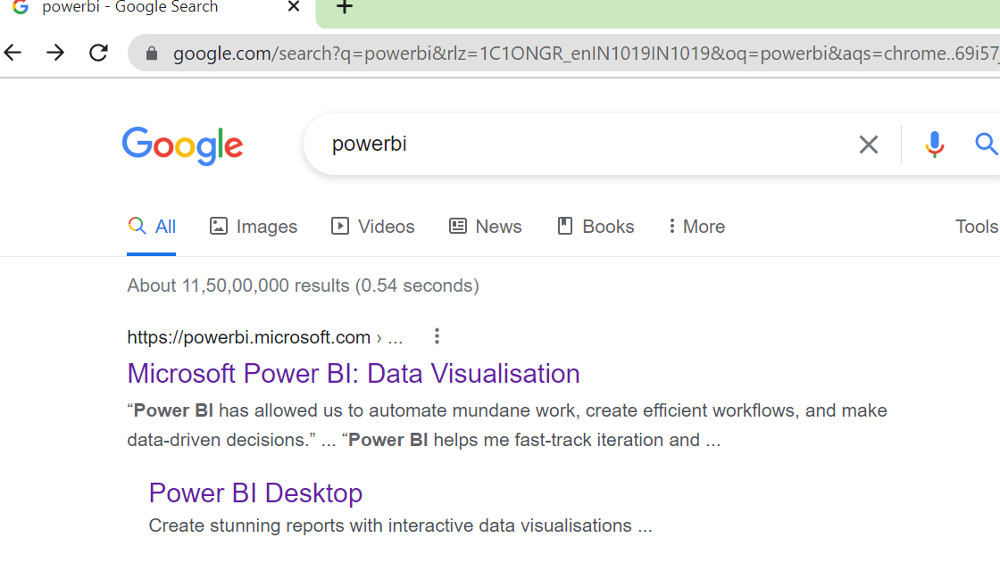 powerbi - Google Search
google.com/search?q=powerbi&rlz=1C1ONGR_enIN1019IN1019&oq=powerbi&aqs=chrome..69i57
Google
powerbi
All Images Videos News Books More Tools
About 11,50,00,000 results (0.54 seconds)
https://powerbi.microsoft.com › ...
Microsoft Power BI: Data Visualisation
“Power BI has allowed us to automate mundane work, create efficient workflows, and make
data-driven decisions.” ... “Power BI helps me fast-track iteration and ...
Power BI Desktop
Create stunning reports with interactive data visualisations ...